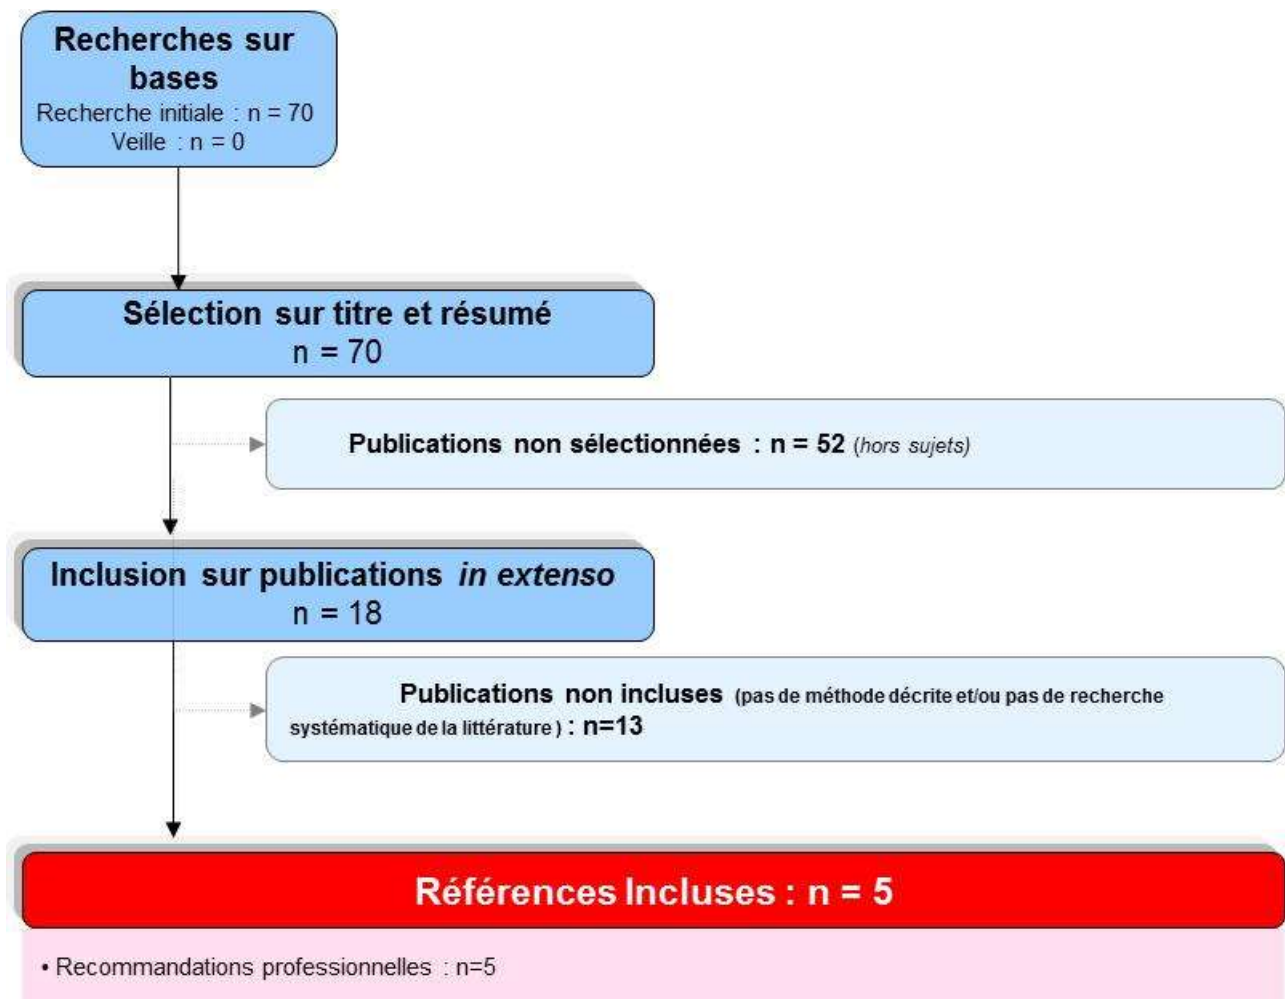 Recherches sur
bases
Recherche initiale : n = 70
Veille : n = 0
Sélection sur titre et résumé
n = 70
Publications non sélectionnées : n = 52 (hors sujets)
Inclusion sur publications in extenso
n = 18
Publications non incluses (pas de méthode décrite et/ou pas de recherche
systématique de la littérature ) : n=13
Références Incluses : n = 5
• Recommandations professionnelles : n=5